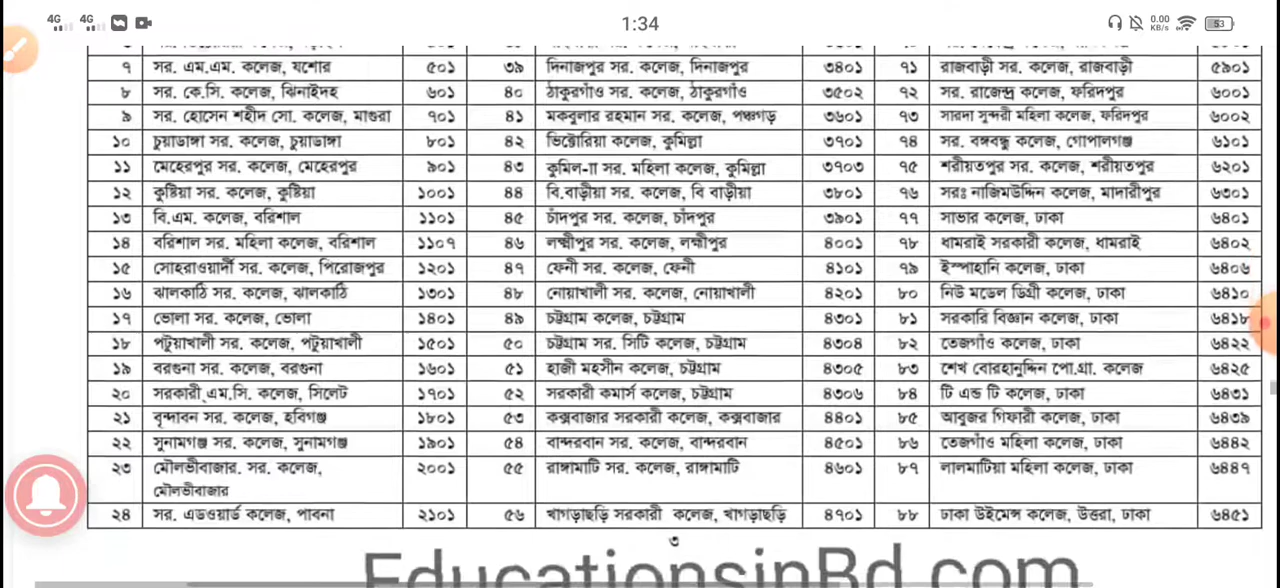 4G 4G 1:34 0.00 KB/s 53
৭ সর. এম.এম. কলেজ, যশোর ৫০১ ৩৯ দিনাজপুর সর. কলেজ, দিনাজপুর ৩৪০১ ৭১ রাজবাড়ী সর. কলেজ, রাজবাড়ী ৫৯০১
৮ সর. কে.সি. কলেজ, ঝিনাইদহ ৬০১ ৪০ ঠাকুরগাঁও সর. কলেজ, ঠাকুরগাঁও ৩৫০২ ৭২ সর. রাজেন্দ্র কলেজ, ফরিদপুর ৬০০১
৯ সর. হোসেন শহীদ সো. কলেজ, মাগুরা ৭০১ ৪১ মকবুলার রহমান সর. কলেজ, পঞ্চগড় ৩৬০১ ৭৩ সারদা সুন্দরী মহিলা কলেজ, ফরিদপুর ৬০০২
১০ চুয়াডাঙ্গা সর. কলেজ, চুয়াডাঙ্গা ৮০১ ৪২ ভিক্টোরিয়া কলেজ, কুমিল্লা ৩৭০১ ৭৪ সর. বঙ্গবন্ধু কলেজ, গোপালগঞ্জ ৬১০১
১১ মেহেরপুর সর. কলেজ, মেহেরপুর ৯০১ ৪৩ কুমিল-া সর. মহিলা কলেজ, কুমিল্লা ৩৭০৩ ৭৫ শরীয়তপুর সর. কলেজ, শরীয়তপুর ৬২০১
১২ কুষ্টিয়া সর. কলেজ, কুষ্টিয়া ১০০১ ৪৪ বি.বাড়ীয়া সর. কলেজ, বি বাড়ীয়া ৩৮০১ ৭৬ সরঃ নাজিমউদ্দিন কলেজ, মাদারীপুর ৬৩০১
১৩ বি.এম. কলেজ, বরিশাল ১১০১ ৪৫ চাঁদপুর সর. কলেজ, চাঁদপুর ৩৯০১ ৭৭ সাভার কলেজ, ঢাকা ৬৪০১
১৪ বরিশাল সর. মহিলা কলেজ, বরিশাল ১১০৭ ৪৬ লক্ষ্মীপুর সর. কলেজ, লক্ষ্মীপুর ৪০০১ ৭৮ ধামরাই সরকারী কলেজ, ধামরাই ৬৪০২
১৫ সোহরাওয়ার্দী সর. কলেজ, পিরোজপুর ১২০১ ৪৭ ফেনী সর. কলেজ, ফেনী ৪১০১ ৭৯ ইস্পাহানি কলেজ, ঢাকা ৬৪০৬
১৬ ঝালকাঠি সর. কলেজ, ঝালকাঠি ১৩০১ ৪৮ নোয়াখালী সর. কলেজ, নোয়াখালী ৪২০১ ৮০ নিউ মডেল ডিগ্রী কলেজ, ঢাকা ৬৪১০
১৭ ভোলা সর. কলেজ, ভোলা ১৪০১ ৪৯ চট্টগ্রাম কলেজ, চট্টগ্রাম ৪৩০১ ৮১ সরকারি বিজ্ঞান কলেজ, ঢাকা ৬৪১৮
১৮ পটুয়াখালী সর. কলেজ, পটুয়াখালী ১৫০১ ৫০ চট্টগ্রাম সর. সিটি কলেজ, চট্টগ্রাম ৪৩০৪ ৮২ তেজগাঁও কলেজ, ঢাকা ৬৪২২
১৯ বরগুনা সর. কলেজ, বরগুনা ১৬০১ ৫১ হাজী মহসীন কলেজ, চট্টগ্রাম ৪৩০৫ ৮৩ শেখ বোরহানুদ্দিন পো.গ্রা. কলেজ ৬৪২৫
২০ সরকারী এম.সি. কলেজ, সিলেট ১৭০১ ৫২ সরকারী কমার্স কলেজ, চট্টগ্রাম ৪৩০৬ ৮৪ টি এন্ড টি কলেজ, ঢাকা ৬৪৩১
২১ বৃন্দাবন সর. কলেজ, হবিগঞ্জ ১৮০১ ৫৩ কক্সবাজার সরকারী কলেজ, কক্সবাজার ৪৪০১ ৮৫ আবুজর গিফারী কলেজ, ঢাকা ৬৪৩৯
২২ সুনামগঞ্জ সর. কলেজ, সুনামগঞ্জ ১৯০১ ৫৪ বান্দরবান সর. কলেজ, বান্দরবান ৪৫০১ ৮৬ তেজগাঁও মহিলা কলেজ, ঢাকা ৬৪৪২
২৩ মৌলভীবাজার. সর. কলেজ, ২০০১ ৫৫ রাঙ্গামাটি সর. কলেজ, রাঙ্গামাটি ৪৬০১ ৮৭ লালমাটিয়া মহিলা কলেজ, ঢাকা ৬৪৪৭
মৌলভীবাজার
২৪ সর. এডওয়ার্ড কলেজ, পাবনা ২১০১ ৫৬ খাগড়াছড়ি সরকারী কলেজ, খাগড়াছড়ি ৪৭০১ ৮৮ ঢাকা উইমেন্স কলেজ, উত্তরা, ঢাকা ৬৪৫১
৩
EducationsinBd.com